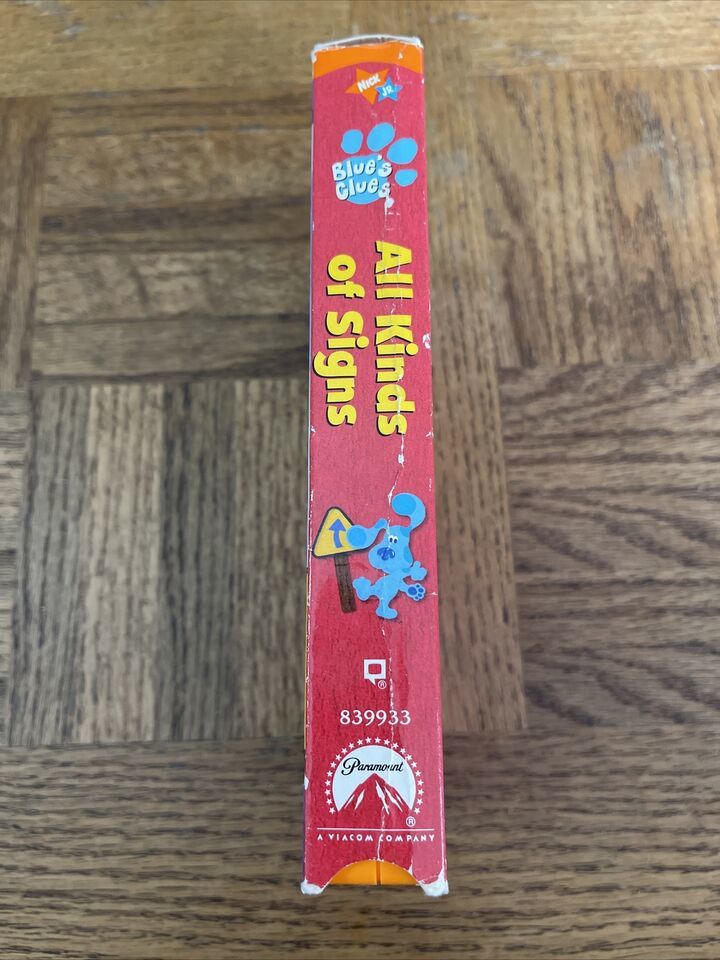 Nick
Jr
Blue's
Clues
All Kinds
of Signs
®
839933
Paramount
®
A VIACOM COMPANY